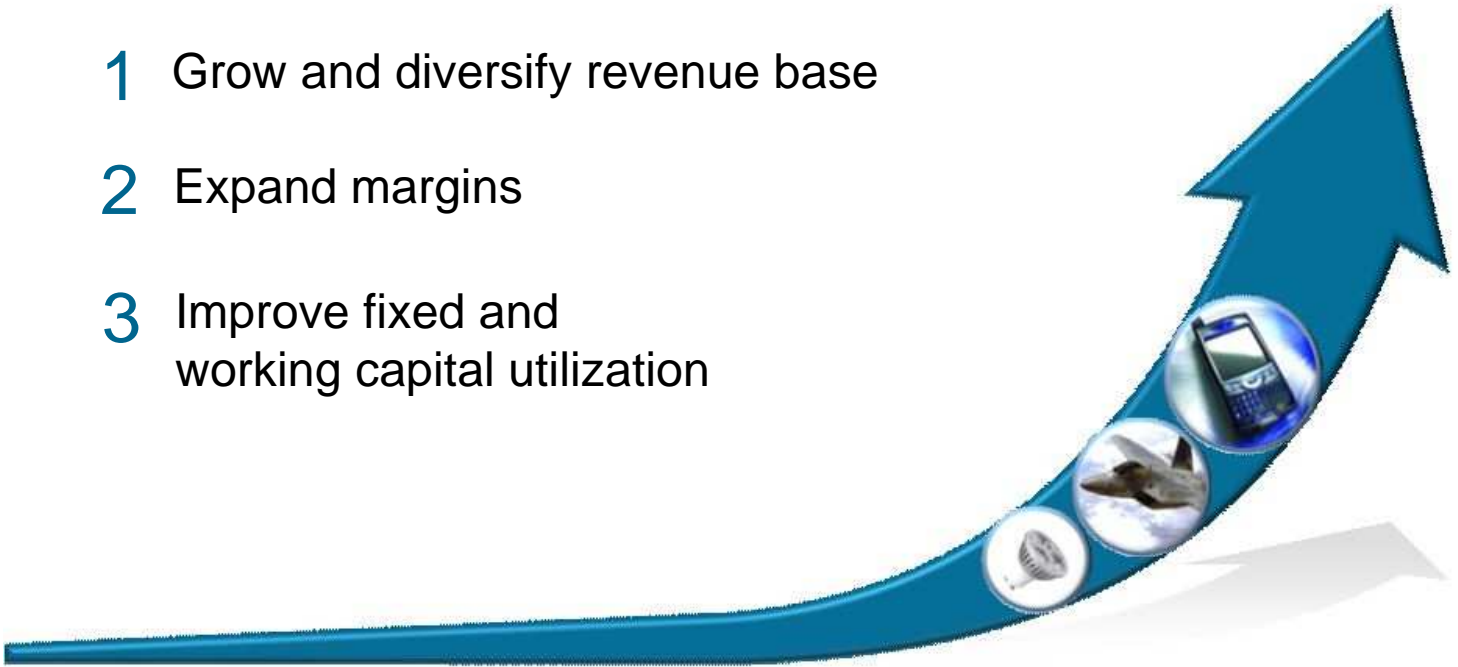 1 Grow and diversify revenue base
2 Expand margins
3 Improve fixed and
working capital utilization